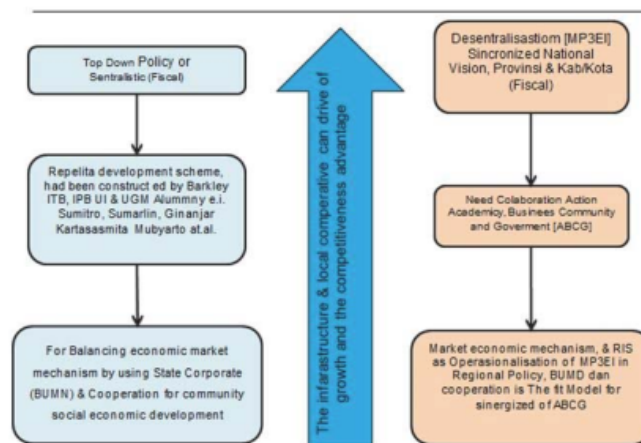 Top Down Policy or
Sentralistic (Fiscal)
Repelita development scheme,
had been construct ed by Barkley
ITB, IPB UI & UGM Alummny e.i.
Sumitro, Sumarlin, Ginanjar
Kartasasmita Mubyarto at.al.
For Balancing economic market
mechanism by using State Corporate
(BUMN) & Cooperation for community
social economic development
The infarastructure & local comperative can drive of
growth and the competitiveness advantage
Desentralisastiom [MP3EI]
Sincronized National
Vision, Provinsi & Kab/Kota
(Fiscal)
Need Colaboration Action
Academicy, Businees Community
and Goverment [ABCG]
Market economic mechanism, & RIS
as Operasionalisation of MP3EI in
Regional Policy, BUMD dan
cooperation is The fit Model for
sinergized of ABCG